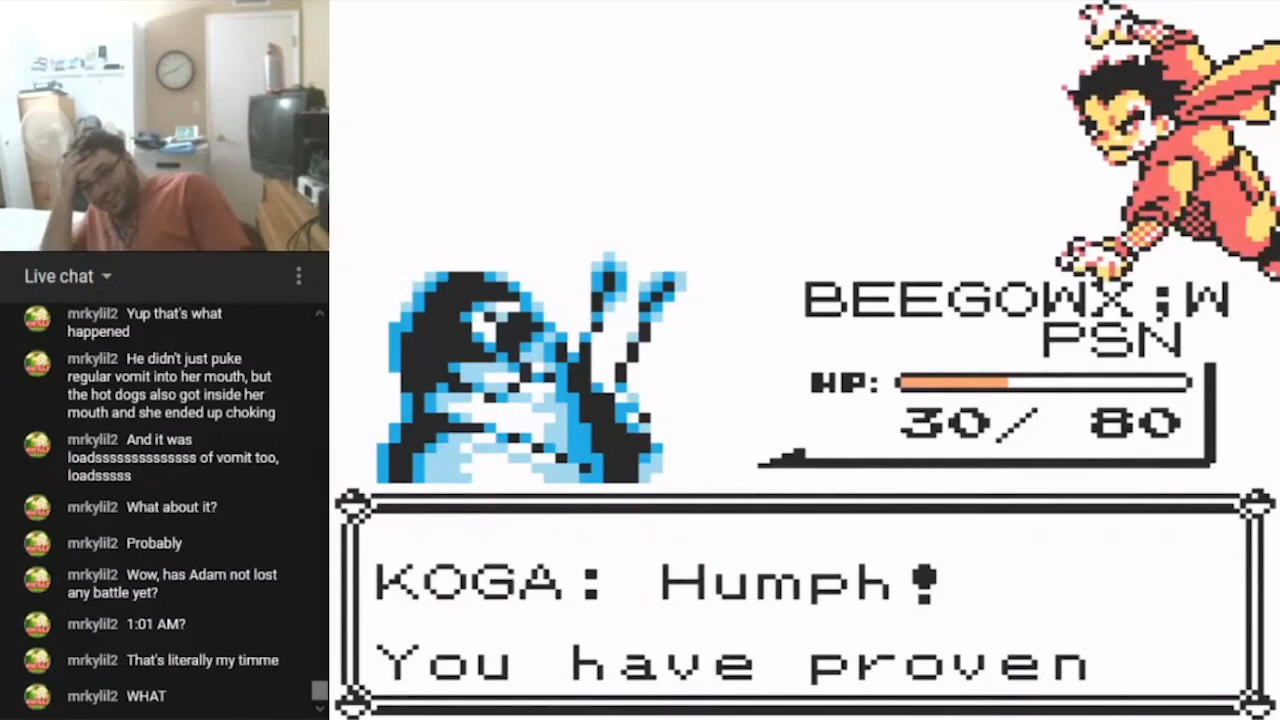 Live chat
mrkylil2 Yup that's what
happened
mrkylil2 He didn't just puke
regular vomit into her mouth, but
the hot dogs also got inside her
mouth and she ended up choking
mrkylil2 And it was
loadsssssssssssss of vomit too,
loadsssss
mrkylil2 What about it?
mrkylil2 Probably
mrkylil2 Wow, has Adam not lost
any battle yet?
mrkylil2 1:01 AM?
mrkylil2 That's literally my timme
mrkylil2 WHAT
BEEGOWX;W
PSN
HP:
30/ 80
KOGA: Humph!
You have proven